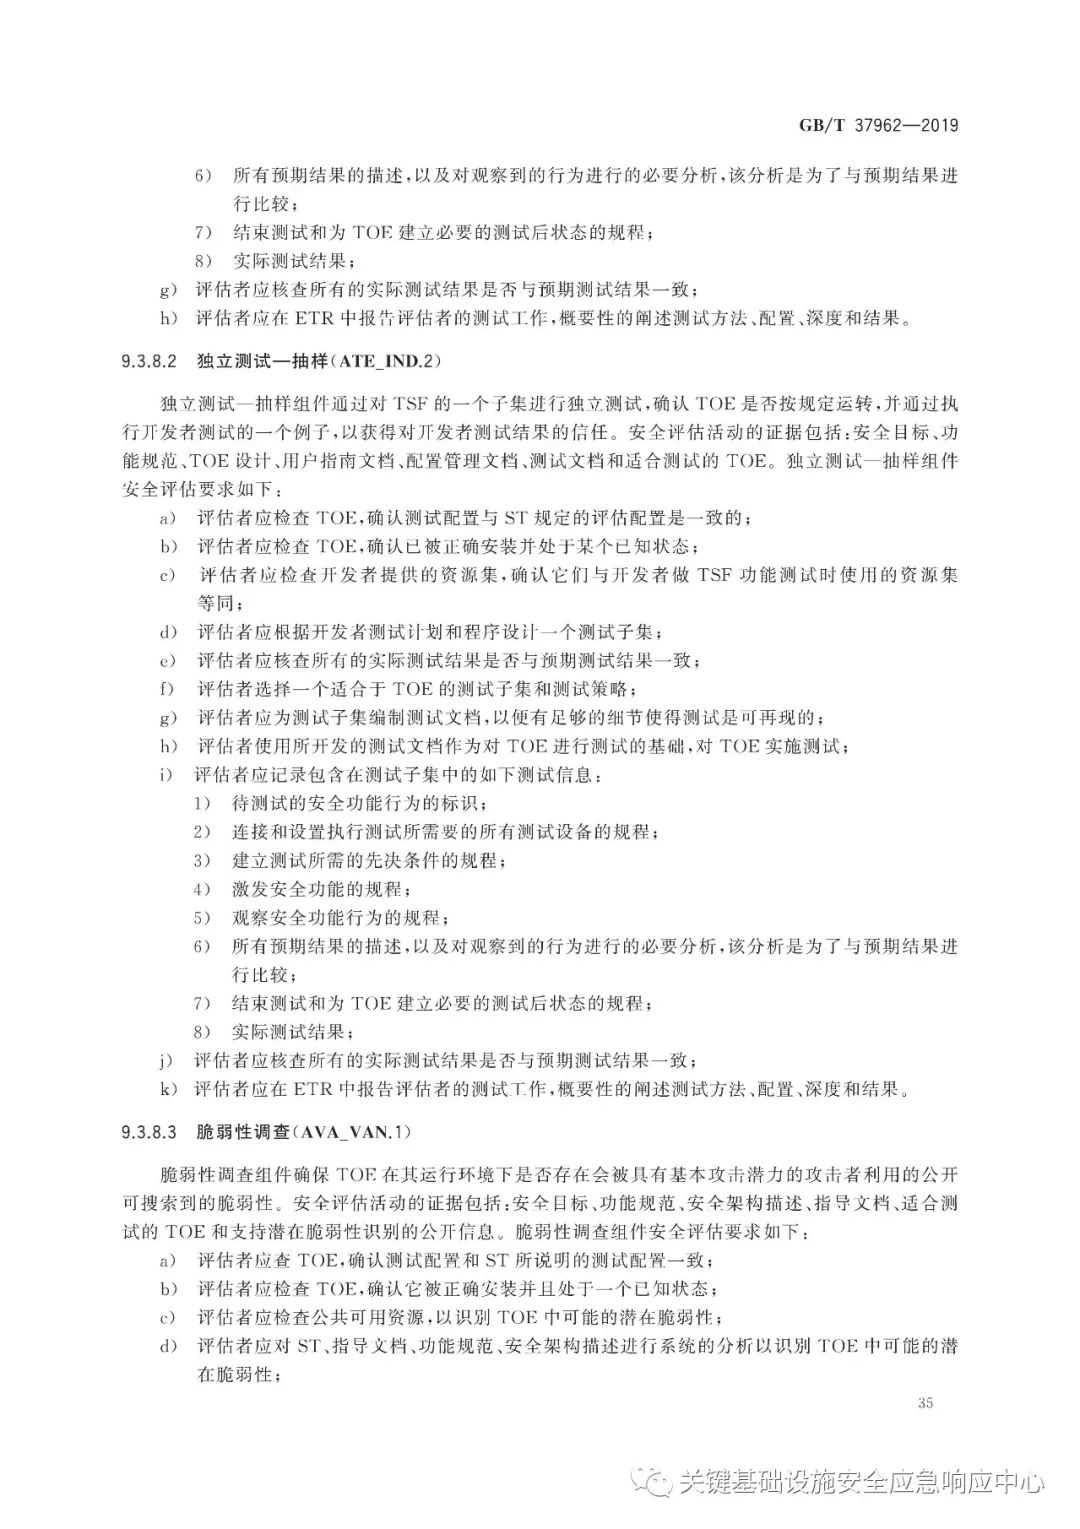 GB/T 37962—2019
6) 所有预期结果的描述,以及对观察到的行为进行的必要分析,该分析是为了与预期结果进
行比较;
7) 结束测试和为 TOE 建立必要的测试后状态的规程;
8) 实际测试结果;
g) 评估者应核查所有的实际测试结果是否与预期测试结果一致;
h) 评估者应在 ETR 中报告评估者的测试工作,概要性的阐述测试方法、配置、深度和结果。
9.3.8.2 独立测试—抽样(ATE_IND.2)
独立测试—抽样组件通过对 TSF 的一个子集进行独立测试,确认 TOE 是否按规定运转,并通过执
行开发者测试的一个例子,以获得对开发者测试结果的信任。安全评估活动的证据包括:安全目标、功
能规范、TOE 设计、用户指南文档、配置管理文档、测试文档和适合测试的 TOE。独立测试—抽样组件
安全评估要求如下:
a) 评估者应检查 TOE,确认测试配置与 ST 规定的评估配置是一致的;
b) 评估者应检查 TOE,确认已被正确安装并处于某个已知状态;
c) 评估者应检查开发者提供的资源集,确认它们与开发者做 TSF 功能测试时使用的资源集
等同;
d) 评估者应根据开发者测试计划和程序设计一个测试子集;
e) 评估者应核查所有的实际测试结果是否与预期测试结果一致;
f) 评估者选择一个适合于 TOE 的测试子集和测试策略;
g) 评估者应为测试子集编制测试文档,以便有足够的细节使得测试是可再现的;
h) 评估者使用所开发的测试文档作为对 TOE 进行测试的基础,对 TOE 实施测试;
i) 评估者应记录包含在测试子集中的如下测试信息:
1) 待测试的安全功能行为的标识;
2) 连接和设置执行测试所需要的所有测试设备的规程;
3) 建立测试所需的先决条件的规程;
4) 激发安全功能的规程;
5) 观察安全功能行为的规程;
6) 所有预期结果的描述,以及对观察到的行为进行的必要分析,该分析是为了与预期结果进
行比较;
7) 结束测试和为 TOE 建立必要的测试后状态的规程;
8) 实际测试结果;
j) 评估者应核查所有的实际测试结果是否与预期测试结果一致;
k) 评估者应在 ETR 中报告评估者的测试工作,概要性的阐述测试方法、配置、深度和结果。
9.3.8.3 脆弱性调查(AVA_VAN.1)
脆弱性调查组件确保 TOE 在其运行环境下是否存在会被具有基本攻击潜力的攻击者利用的公开
可搜索到的脆弱性。安全评估活动的证据包括:安全目标、功能规范、安全架构描述、指导文档、适合测
试的 TOE 和支持潜在脆弱性识别的公开信息。脆弱性调查组件安全评估要求如下:
a) 评估者应查 TOE,确认测试配置和 ST 所说明的测试配置一致;
b) 评估者应检查 TOE,确认它被正确安装并且处于一个已知状态;
c) 评估者应检查公共可用资源,以识别 TOE 中可能的潜在脆弱性;
d) 评估者应对 ST、指导文档、功能规范、安全架构描述进行系统的分析以识别 TOE 中可能的潜
在脆弱性;
35
关键基础设施安全应急响应中心